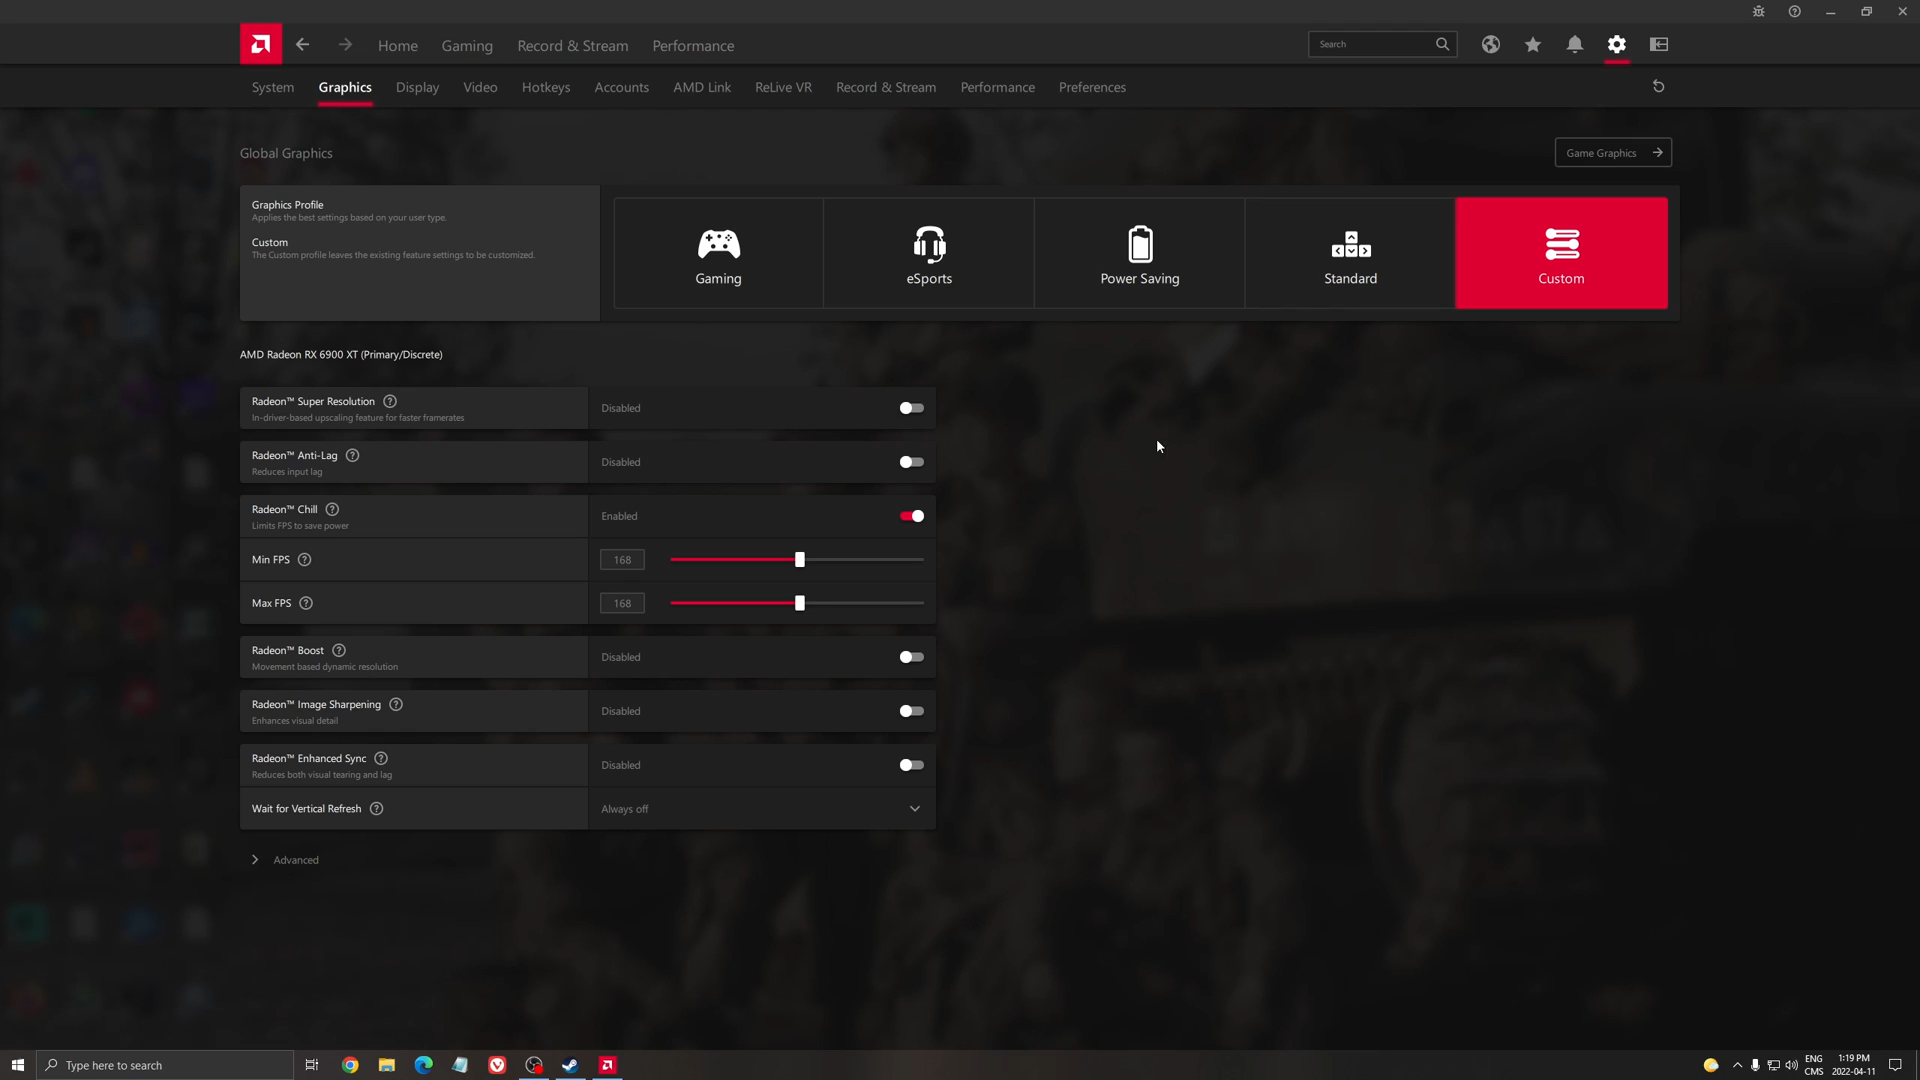 Home
Gaming
Record & Stream
Performance
Search
System
Graphics
Display
Video
Hotkeys
Accounts
AMD Link
ReLive VR
Record & Stream
Performance
Preferences
Global Graphics
Game Graphics
Graphics Profile
Applies the best settings based on your user type.
Custom
The Custom profile leaves the existing feature settings to be customized.
Gaming
eSports
Power Saving
Standard
Custom
AMD Radeon RX 6900 XT (Primary/Discrete)
Radeon™ Super Resolution
In-driver-based upscaling feature for faster framerates
Disabled
Radeon™ Anti-Lag
Reduces input lag
Disabled
Radeon™ Chill
Limits FPS to save power
Enabled
Min FPS
168
Max FPS
168
Radeon™ Boost
Movement based dynamic resolution
Disabled
Radeon™ Image Sharpening
Enhances visual detail
Disabled
Radeon™ Enhanced Sync
Reduces both visual tearing and lag
Disabled
Wait for Vertical Refresh
Always off
Advanced
Type here to search
ENG
CMS
1:19 PM
2022-04-11